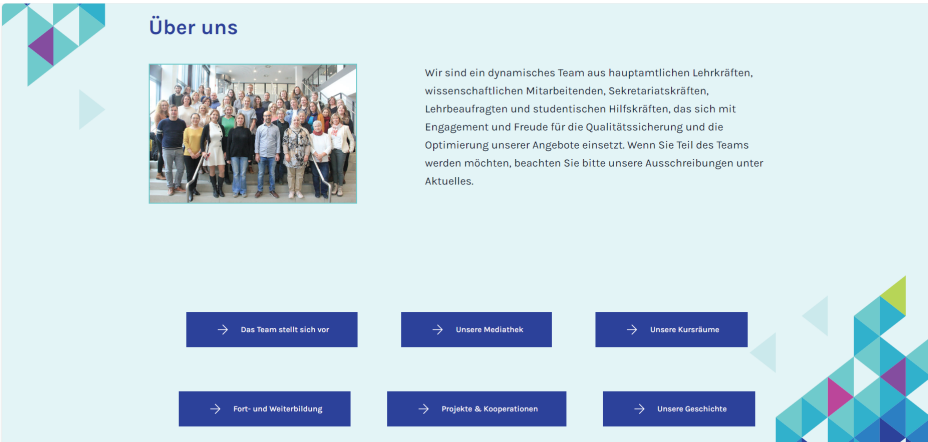 Über uns
Wir sind ein dynamisches Team aus hauptamtlichen Lehrkräften,
wissenschaftlichen Mitarbeitenden, Sekretariatskräften,
Lehrbeaufragten und studentischen Hilfskräften, das sich mit
Engagement und Freude für die Qualitätssicherung und die
Optimierung unserer Angebote einsetzt. Wenn Sie Teil des Teams
werden möchten, beachten Sie bitte unsere Ausschreibungen unter
Aktuelles.
Das Team stellt sich vor
Unsere Mediathek
Unsere Kursräume
Fort- und Weiterbildung
Projekte & Kooperationen
Unsere Geschichte